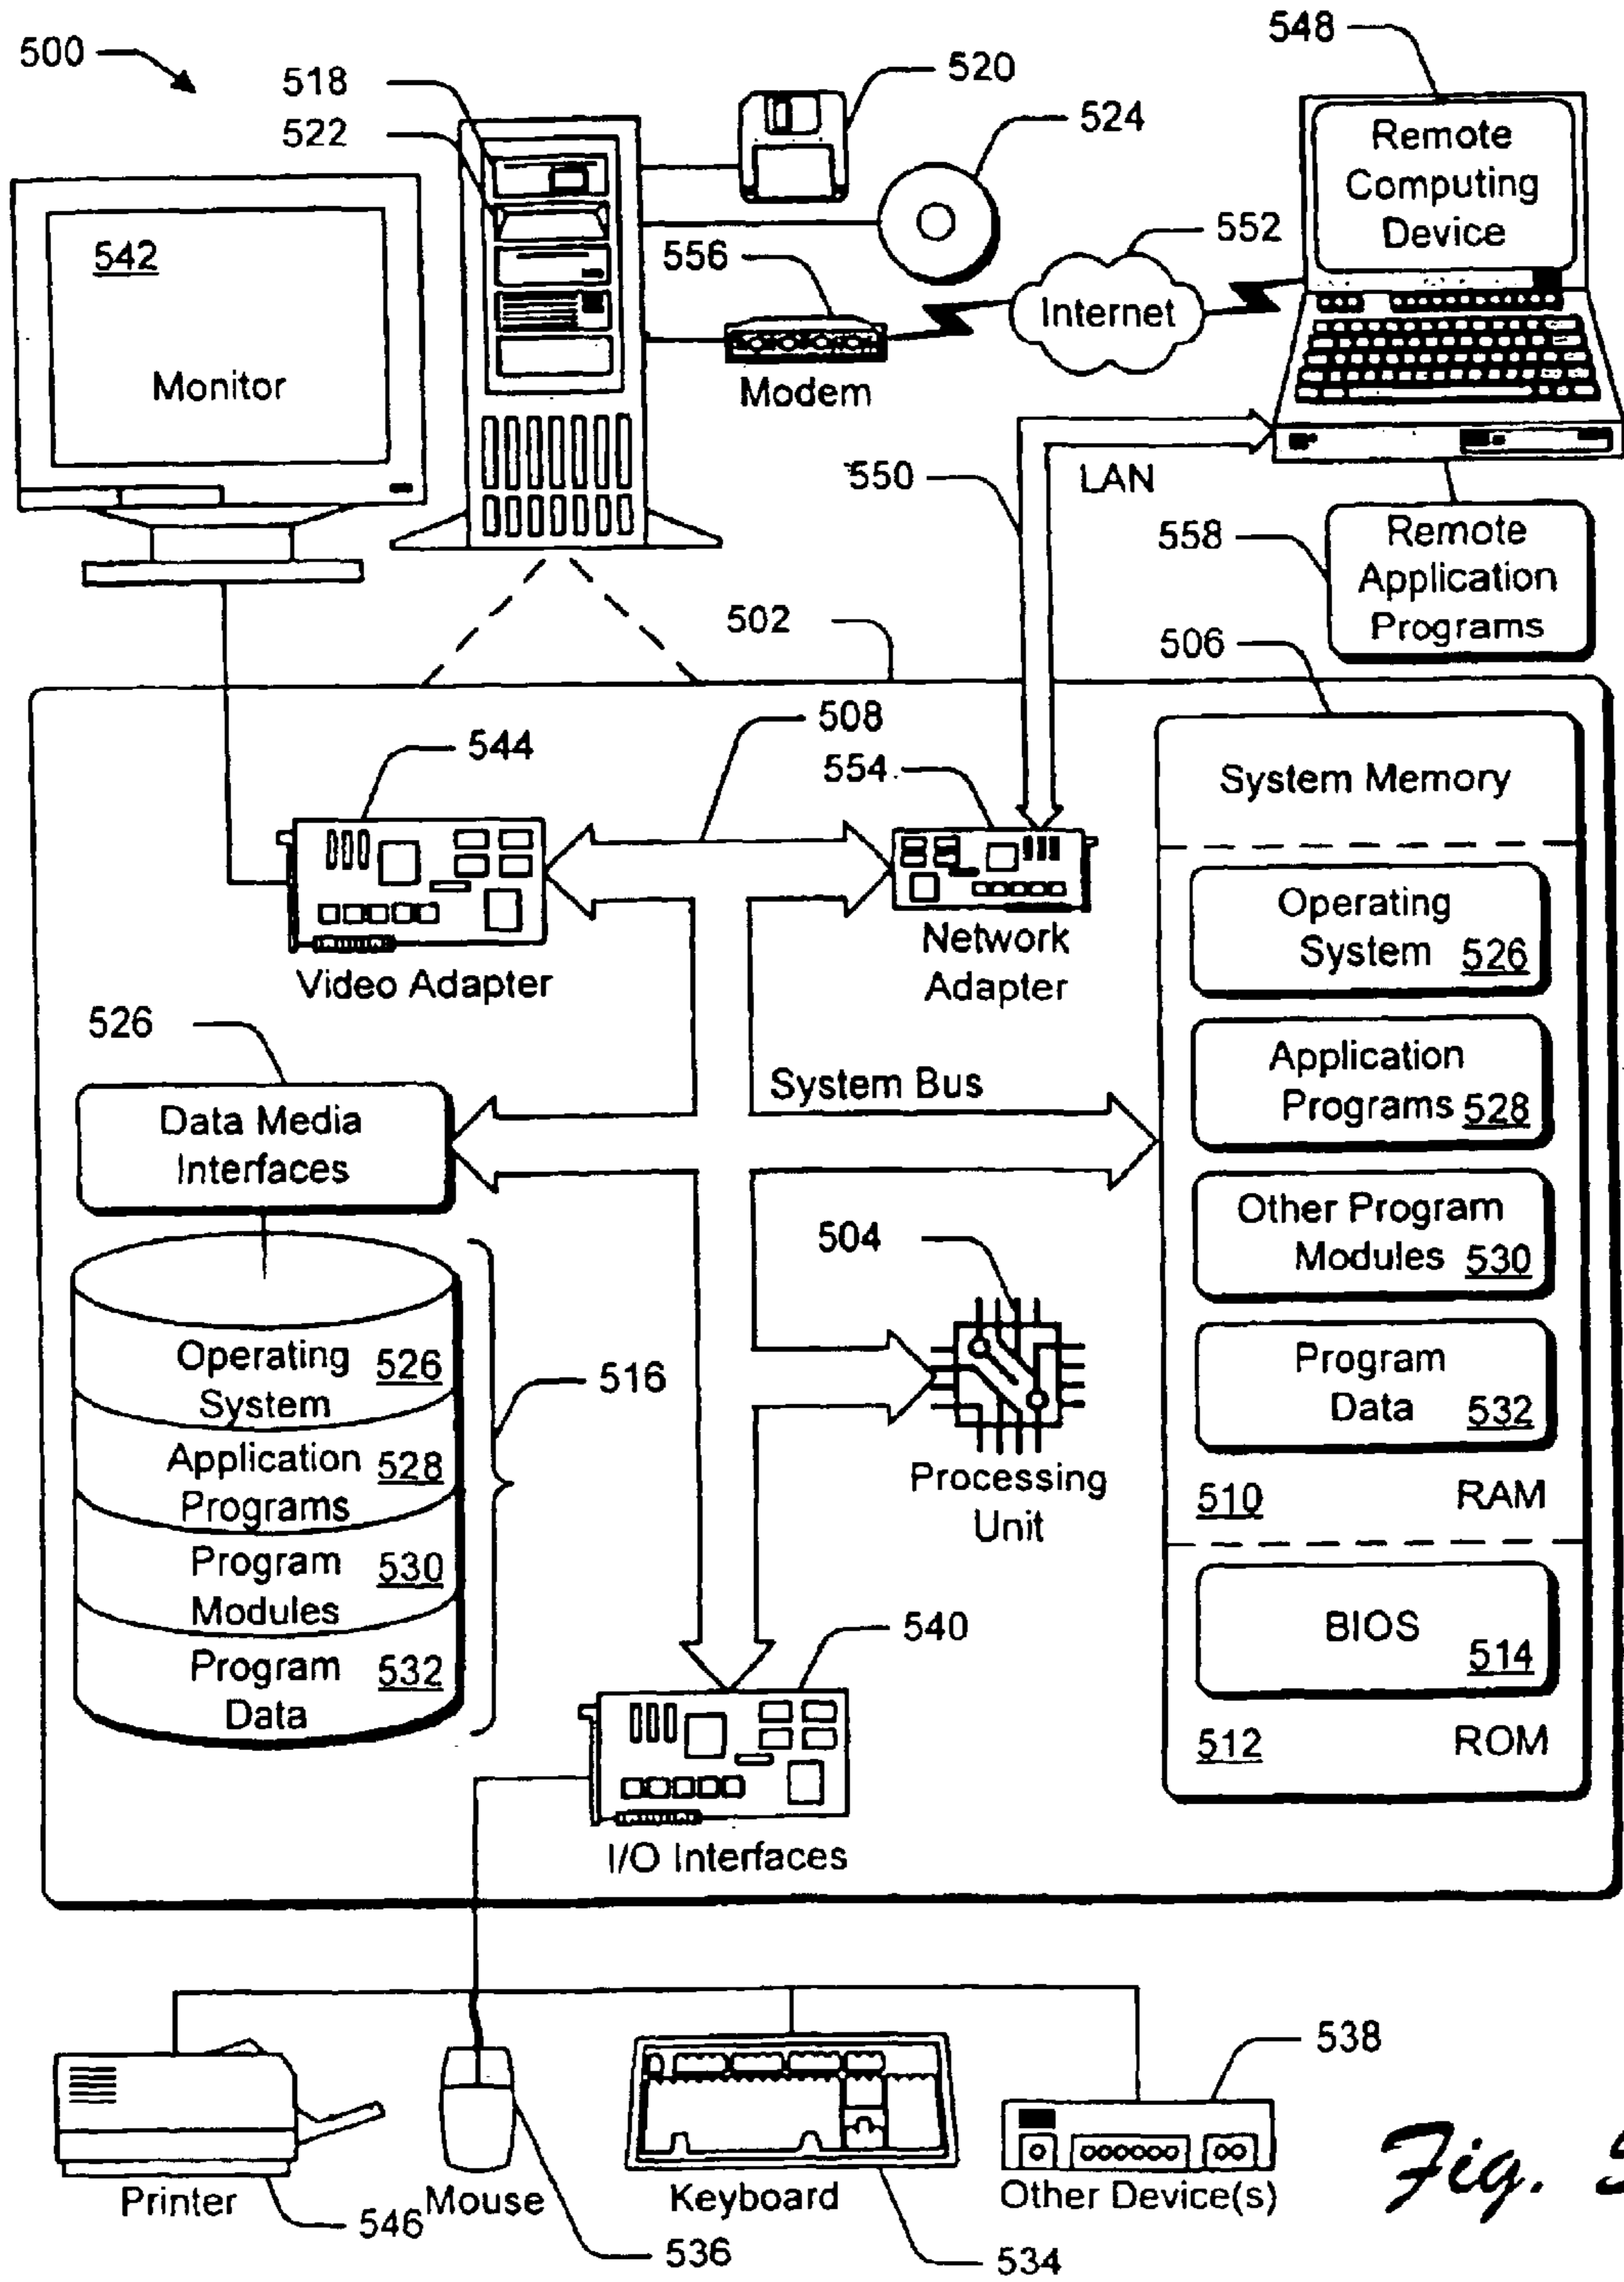 500
518
522
520
524
548
Remote
Computing
Device
542
Monitor
556
Modem
552
Internet
550
LAN
558
Remote
Application
Programs
502
506
508
544
554
Video Adapter
Network
Adapter
System Memory
Operating
System 526
Application
Programs 528
Other Program
Modules 530
Program
Data 532
510 RAM
BIOS
514
512 ROM
526
Data Media
Interfaces
System Bus
504
Processing
Unit
Operating
System 526
Application
Programs 528
Program
Modules 530
Program
Data 532
516
540
I/O Interfaces
Printer
546
Mouse
536
Keyboard
534
538
Other Device(s)
Fig. 5